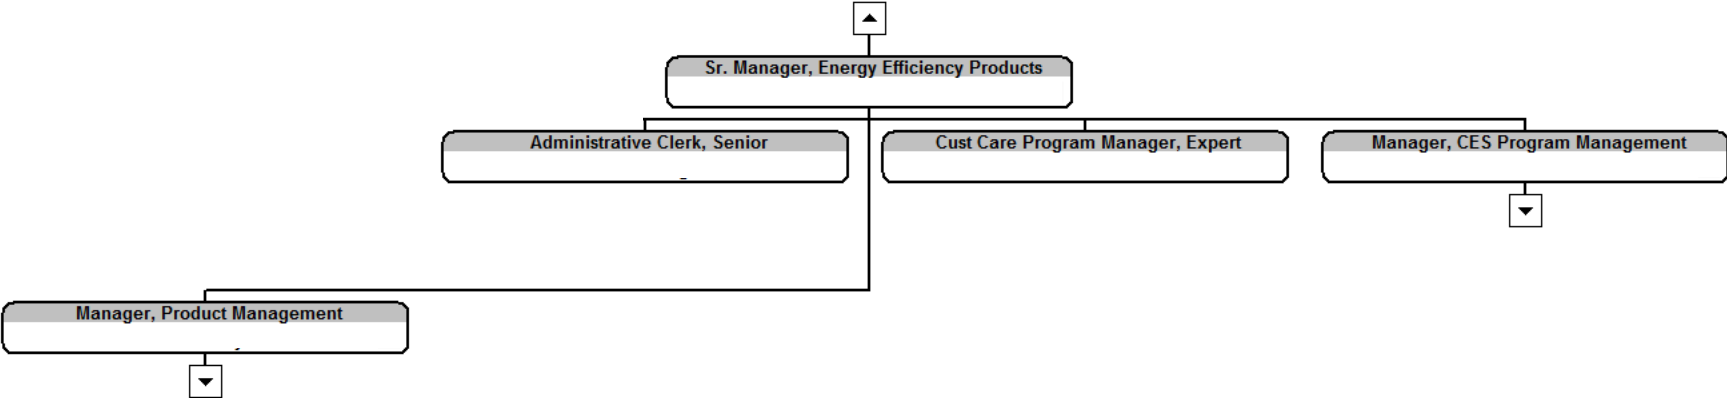 Sr. Manager, Energy Efficiency Products
Administrative Clerk, Senior
Cust Care Program Manager, Expert
Manager, CES Program Management
Manager, Product Management